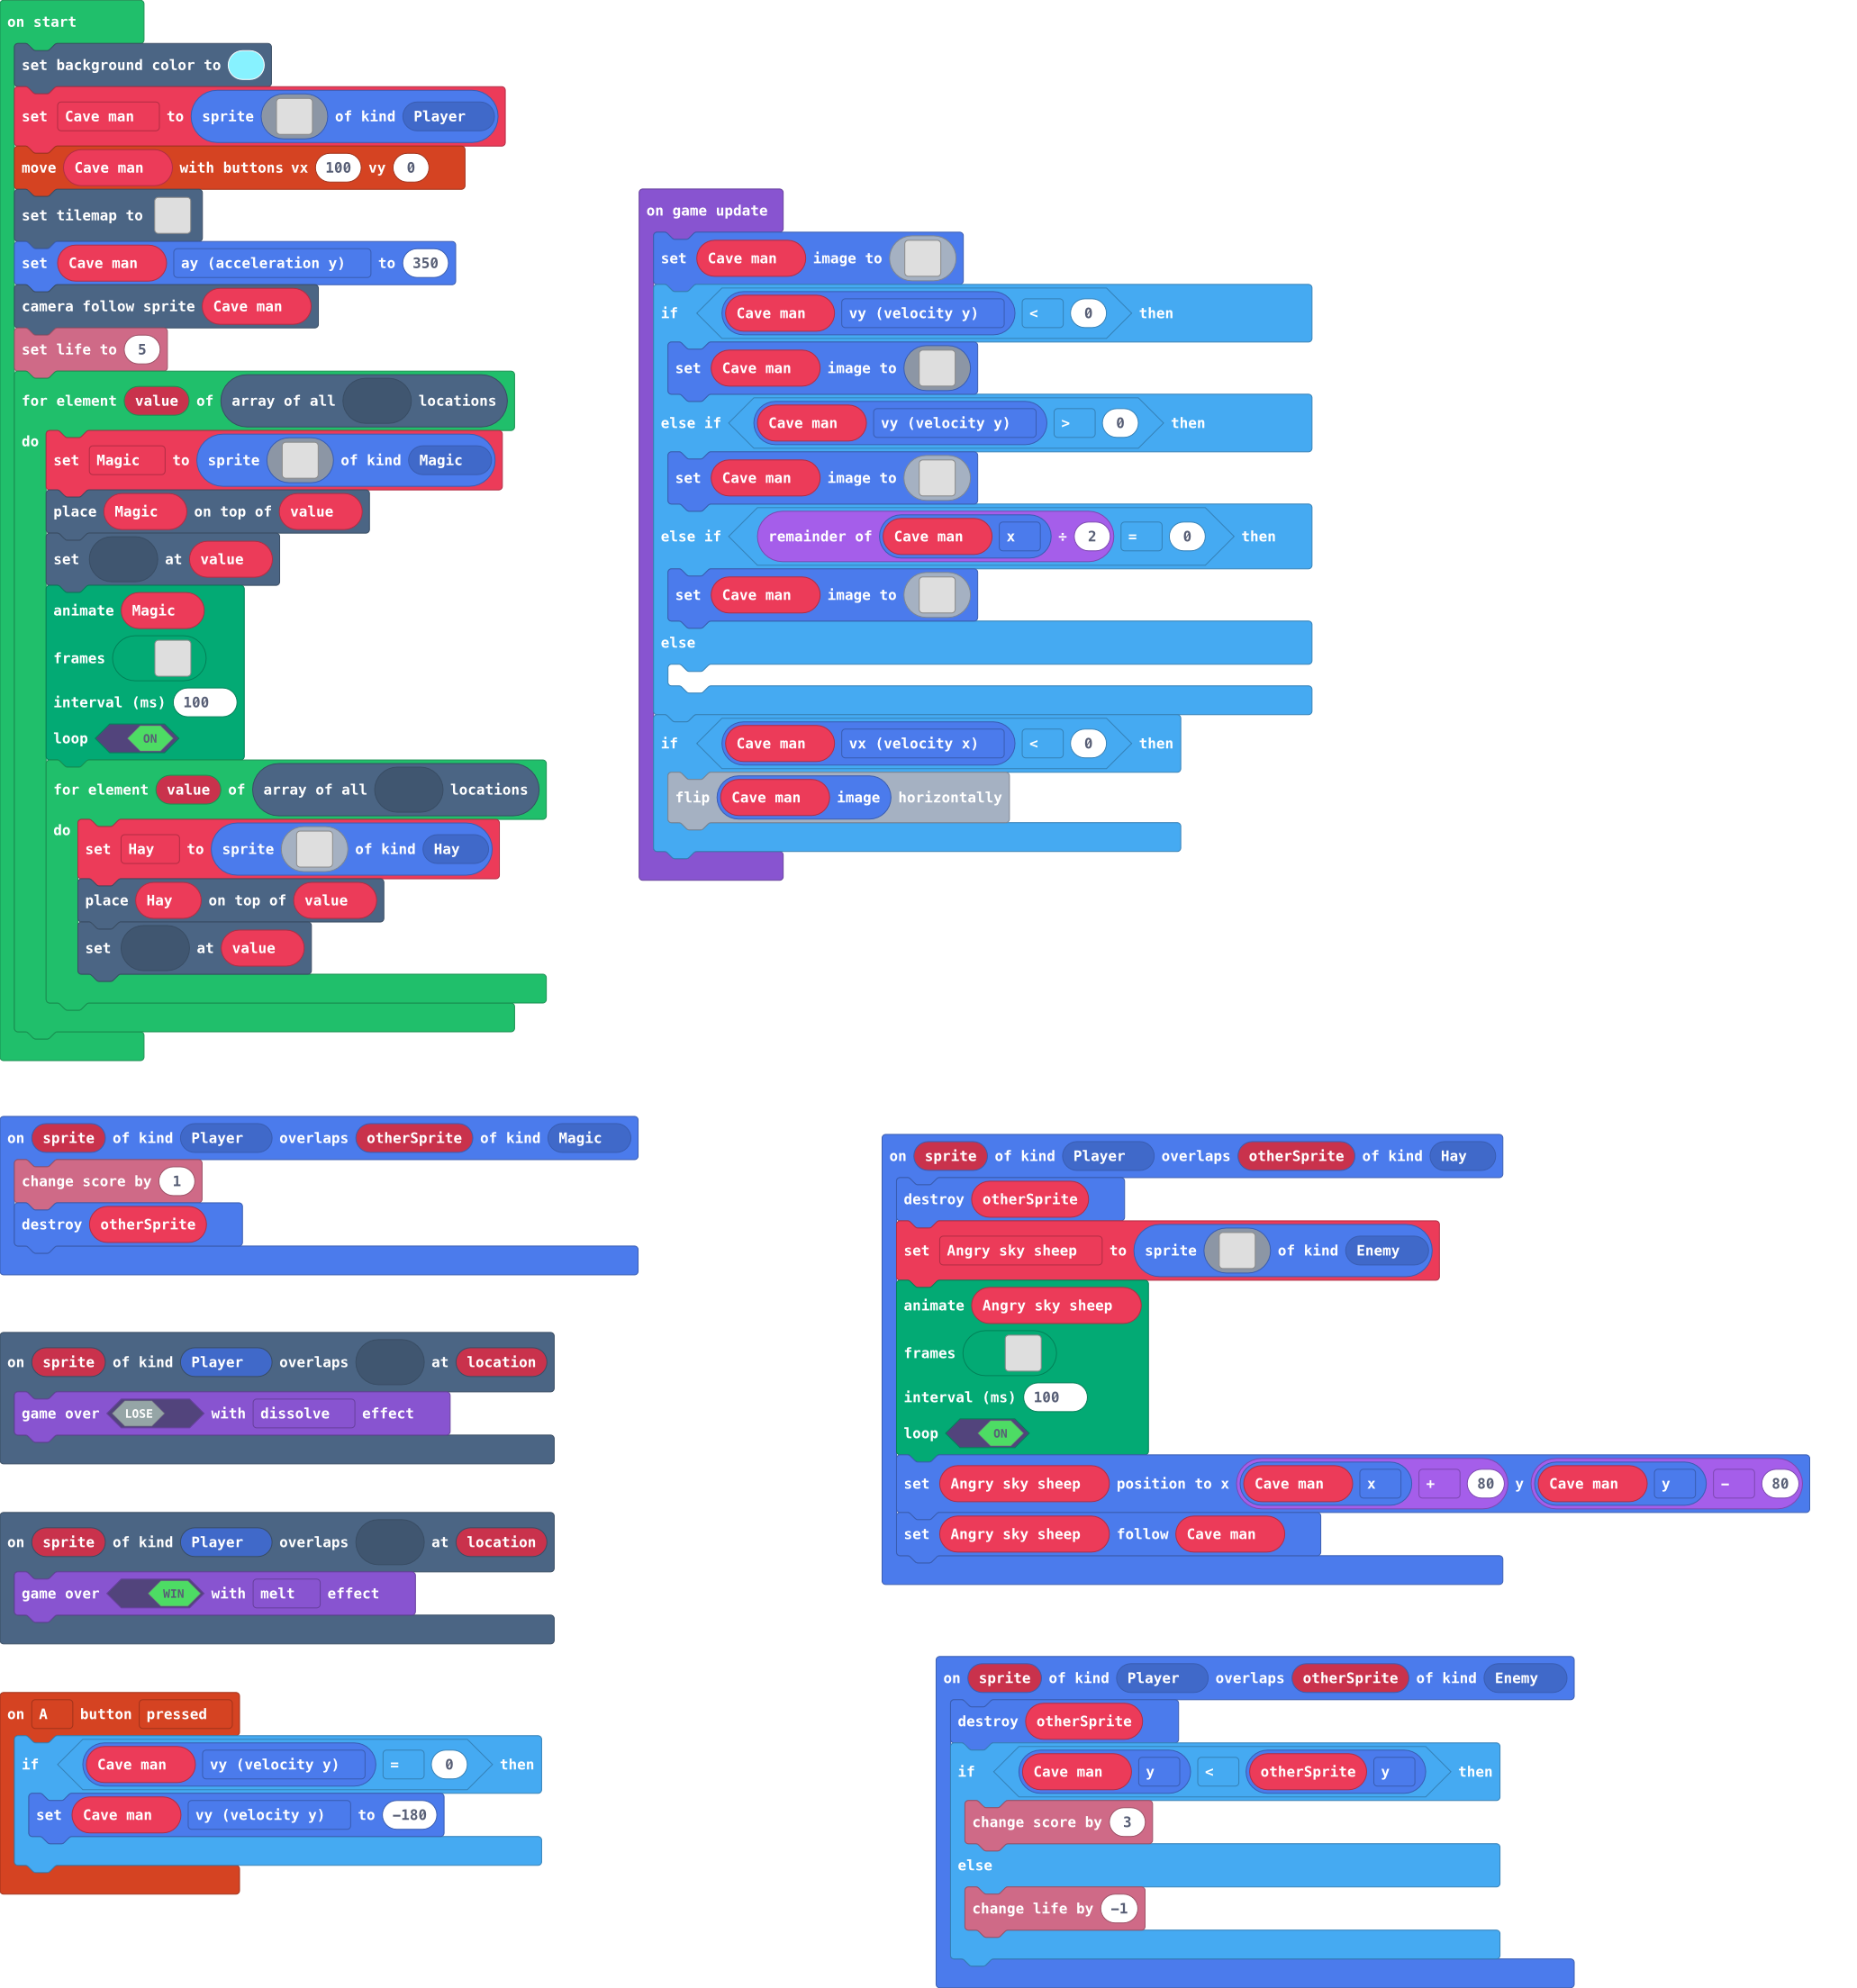 on start
set background color to
set Cave man to sprite of kind Player
move Cave man with buttons vx 100 vy 0
set tilemap to
set Cave man ay (acceleration y) to 350
camera follow sprite Cave man
set life to 5
for element value of array of all locations
do
set Magic to sprite of kind Magic
place Magic on top of value
set at value
animate Magic
frames
interval (ms) 100
loop ON
for element value of array of all locations
do
set Hay to sprite of kind Hay
place Hay on top of value
set at value
on game update
set Cave man image to
if Cave man vy (velocity y) < 0 then
set Cave man image to
else if Cave man vy (velocity y) > 0 then
set Cave man image to
else if remainder of Cave man x ÷ 2 = 0 then
set Cave man image to
else
if Cave man vx (velocity x) < 0 then
flip Cave man image horizontally
on sprite of kind Player overlaps otherSprite of kind Magic
change score by 1
destroy otherSprite
on sprite of kind Player overlaps at location
game over LOSE with dissolve effect
on sprite of kind Player overlaps at location
game over WIN with melt effect
on A button pressed
if Cave man vy (velocity y) = 0 then
set Cave man vy (velocity y) to -180
on sprite of kind Player overlaps otherSprite of kind Hay
destroy otherSprite
set Angry sky sheep to sprite of kind Enemy
animate Angry sky sheep
frames
interval (ms) 100
loop ON
set Angry sky sheep position to x Cave man x + 80 y Cave man y - 80
set Angry sky sheep follow Cave man
on sprite of kind Player overlaps otherSprite of kind Enemy
destroy otherSprite
if Cave man y < otherSprite y then
change score by 3
else
change life by -1